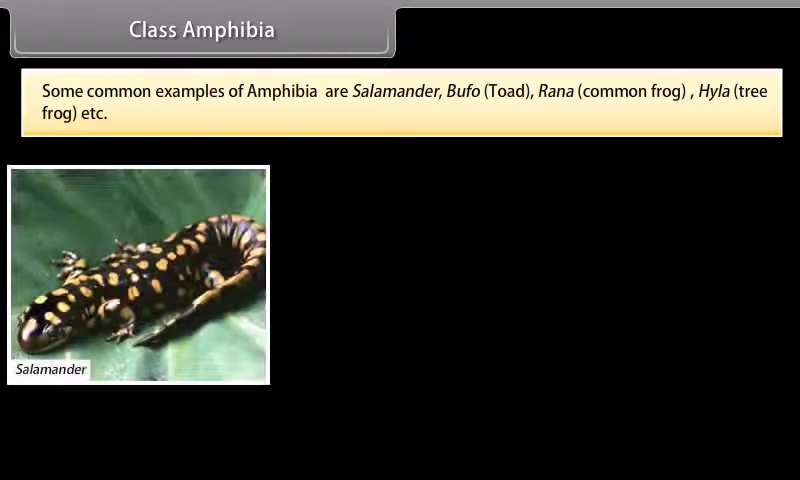 Class Amphibia
Some common examples of Amphibia are Salamander, Bufo (Toad), Rana (common frog) , Hyla (tree
frog) etc.
Salamander